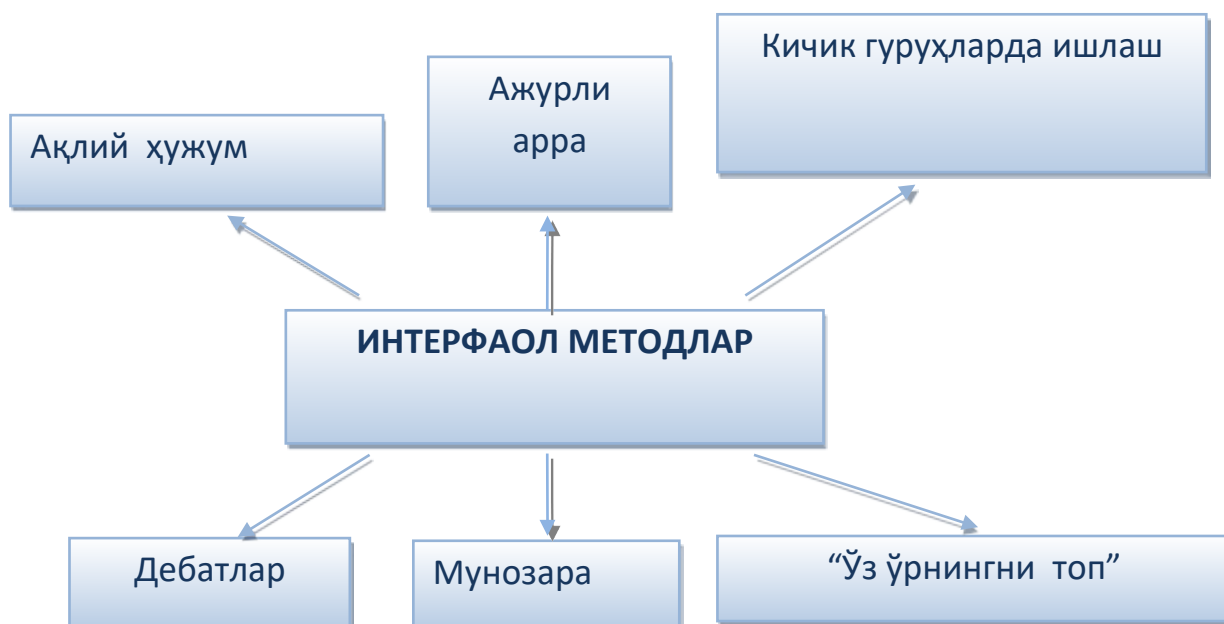 Кичик гуруҳларда ишлаш
Ажурли
арра
Ақлий ҳужум
ИНТЕРФАОЛ МЕТОДЛАР
Дебатлар
Мунозара
“Ўз ўрнингни топ”